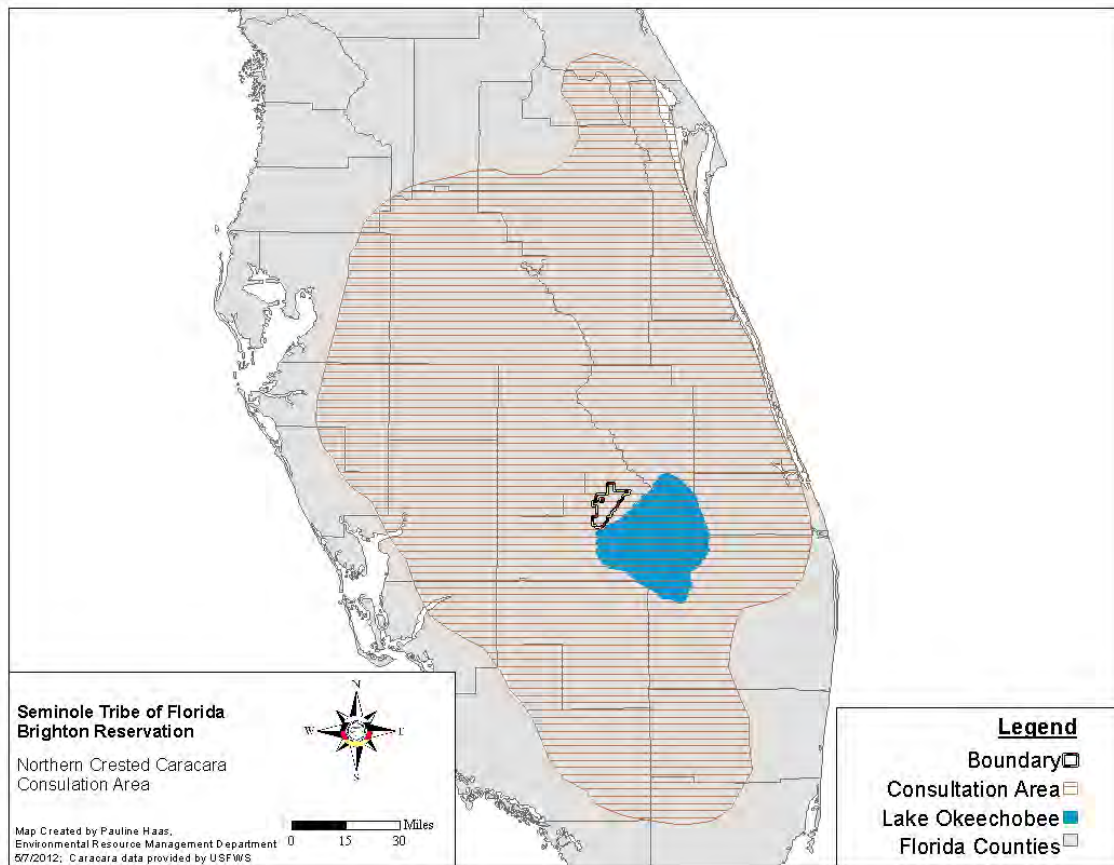 Seminole Tribe of Florida
Brighton Reservation
Northern Crested Caracara
Consulation Area
Map Created by Pauline Haas,
Environmental Resource Management Department
5/7/2012; Caracara data provided by USFWS
N
W
E
S
Miles
0 15 30
Legend
Boundary
Consultation Area
Lake Okeechobee
Florida Counties